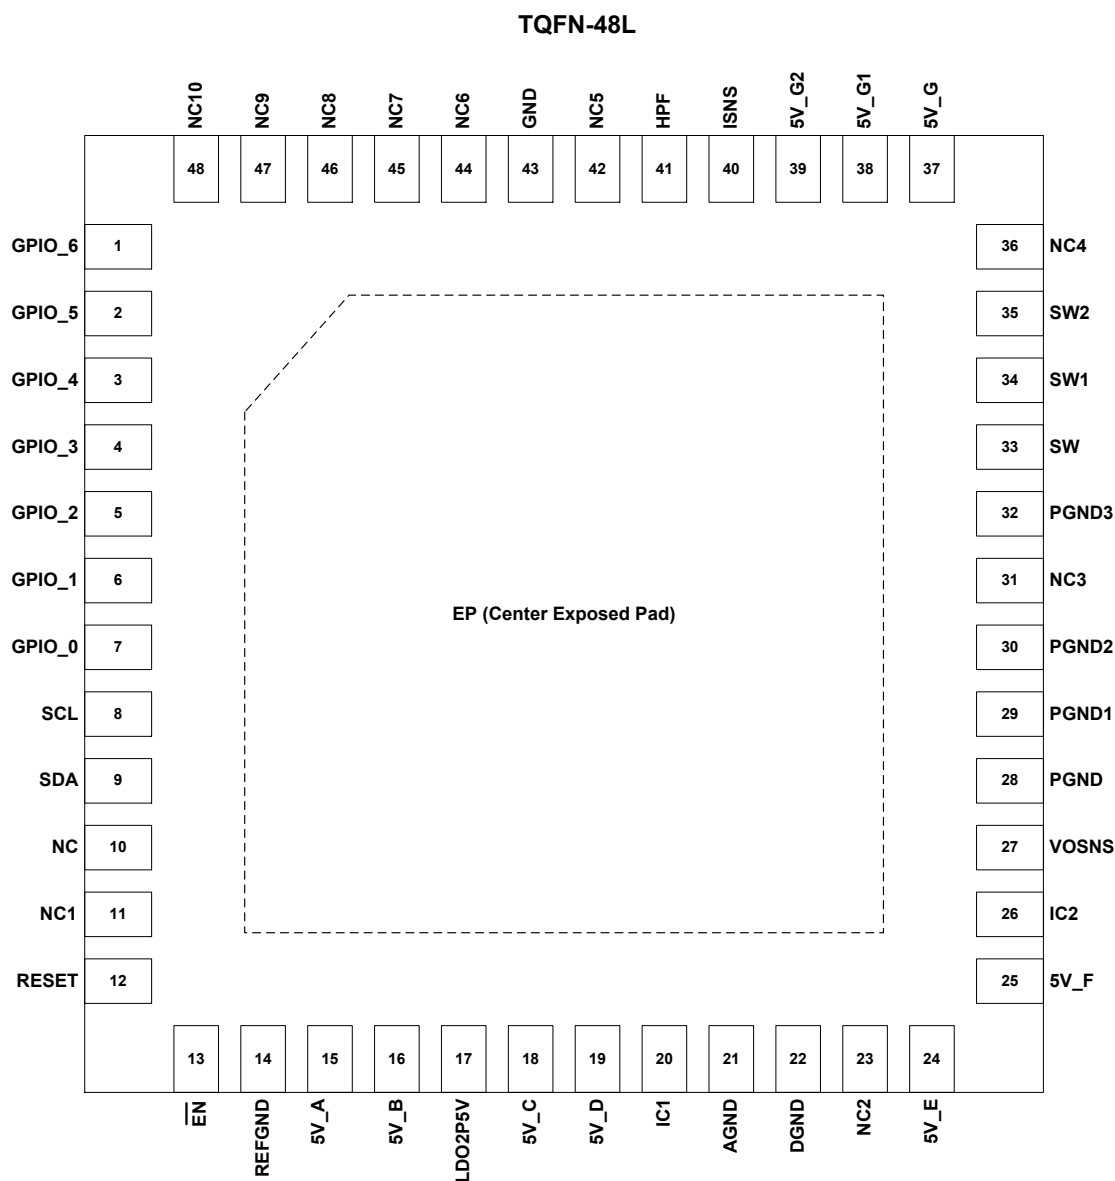 TQFN-48L
NC10 NC9 NC8 NC7 NC6 GND NC5 HPF ISNS 5V_G2 5V_G1 5V_G
48 47 46 45 44 43 42 41 40 39 38 37
GPIO_6 1 36 NC4
GPIO_5 2 35 SW2
GPIO_4 3 34 SW1
GPIO_3 4 33 SW
GPIO_2 5 32 PGND3
GPIO_1 6 31 NC3
EP (Center Exposed Pad)
GPIO_0 7 30 PGND2
SCL 8 29 PGND1
SDA 9 28 PGND
NC 10 27 VOSNS
NC1 11 26 IC2
RESET 12 25 5V_F
13 14 15 16 17 18 19 20 21 22 23 24
E̅N̅ REFGND 5V_A 5V_B LDO2P5V 5V_C 5V_D IC1 AGND DGND NC2 5V_E